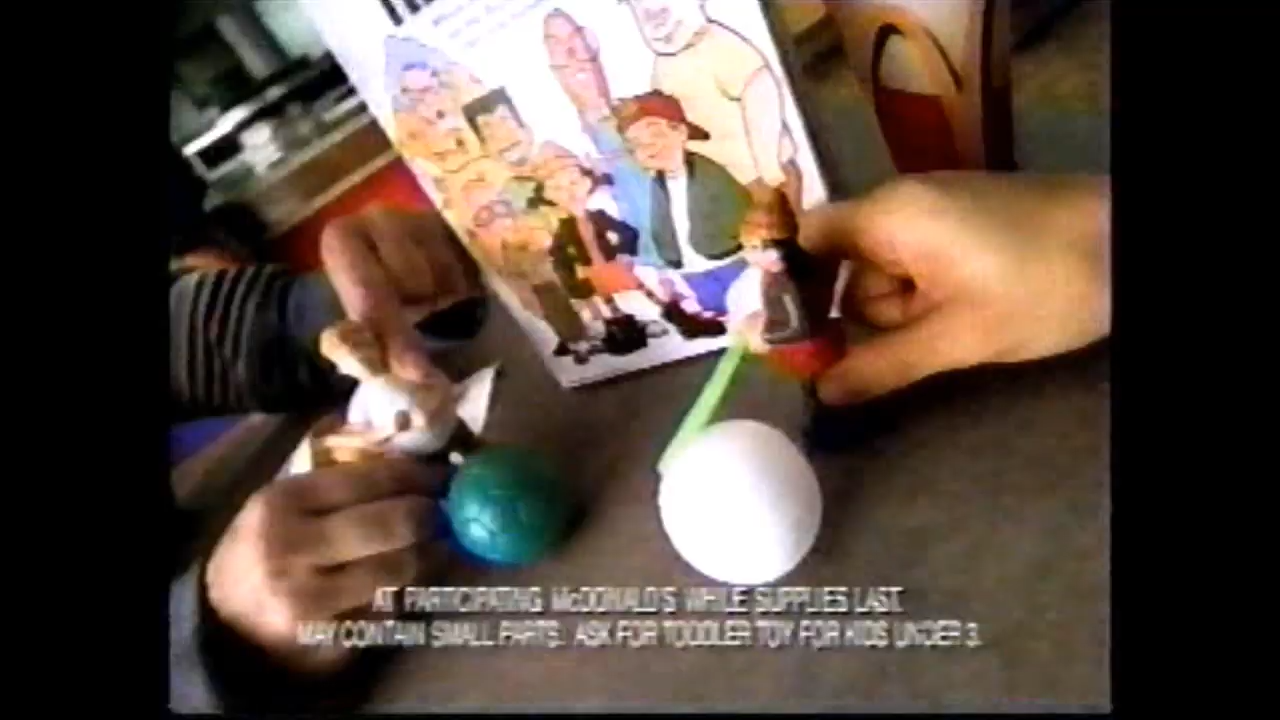 AT PARTICIPATING McDONALD'S WHILE SUPPLIES LAST.
MAY CONTAIN SMALL PARTS. ASK FOR TODDLER TOY FOR KIDS UNDER 3.